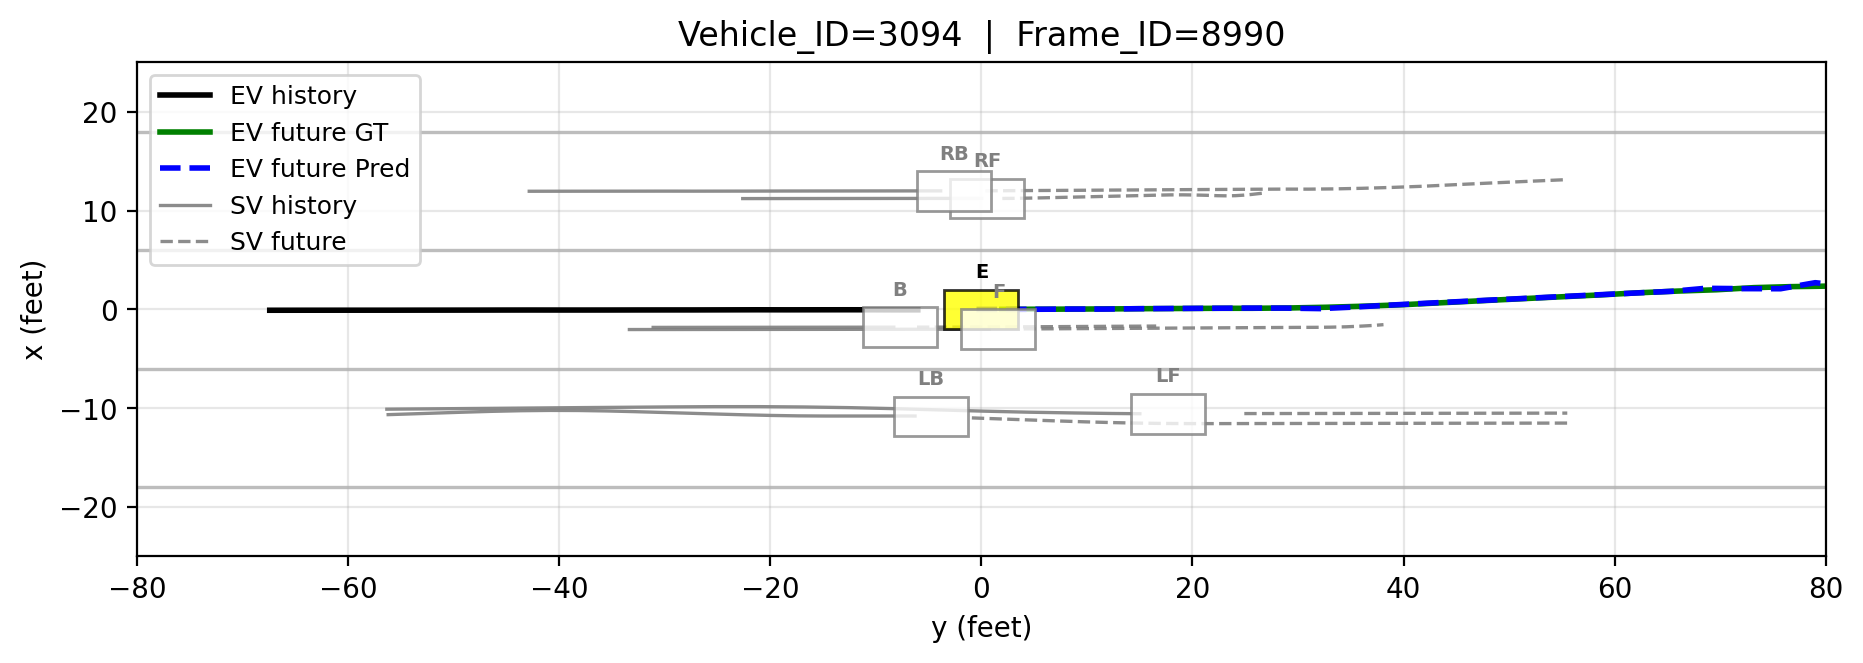 Vehicle_ID=3094 | Frame_ID=8990
EV history
EV future GT
EV future Pred
SV history
SV future
RB
RF
E
B
F
LB
LF
x (feet)
20
10
0
−10
−20
−80
−60
−40
−20
0
20
40
60
80
y (feet)